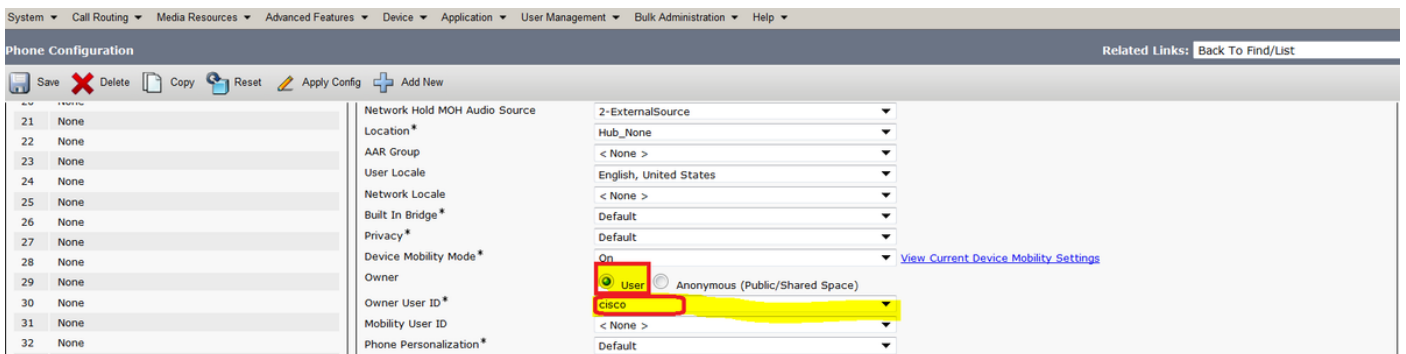 System Call Routing Media Resources Advanced Features Device Application User Management Bulk Administration Help
Phone Configuration
Related Links: Back To Find/List
Save Delete Copy Reset Apply Config Add New
20 None
21 None
22 None
23 None
24 None
25 None
26 None
27 None
28 None
29 None
30 None
31 None
32 None
Network Hold MOH Audio Source 2-ExternalSource
Location* Hub_None
AAR Group < None >
User Locale English, United States
Network Locale < None >
Built In Bridge* Default
Privacy* Default
Device Mobility Mode* On View Current Device Mobility Settings
Owner User Anonymous (Public/Shared Space)
Owner User ID* cisco
Mobility User ID < None >
Phone Personalization* Default